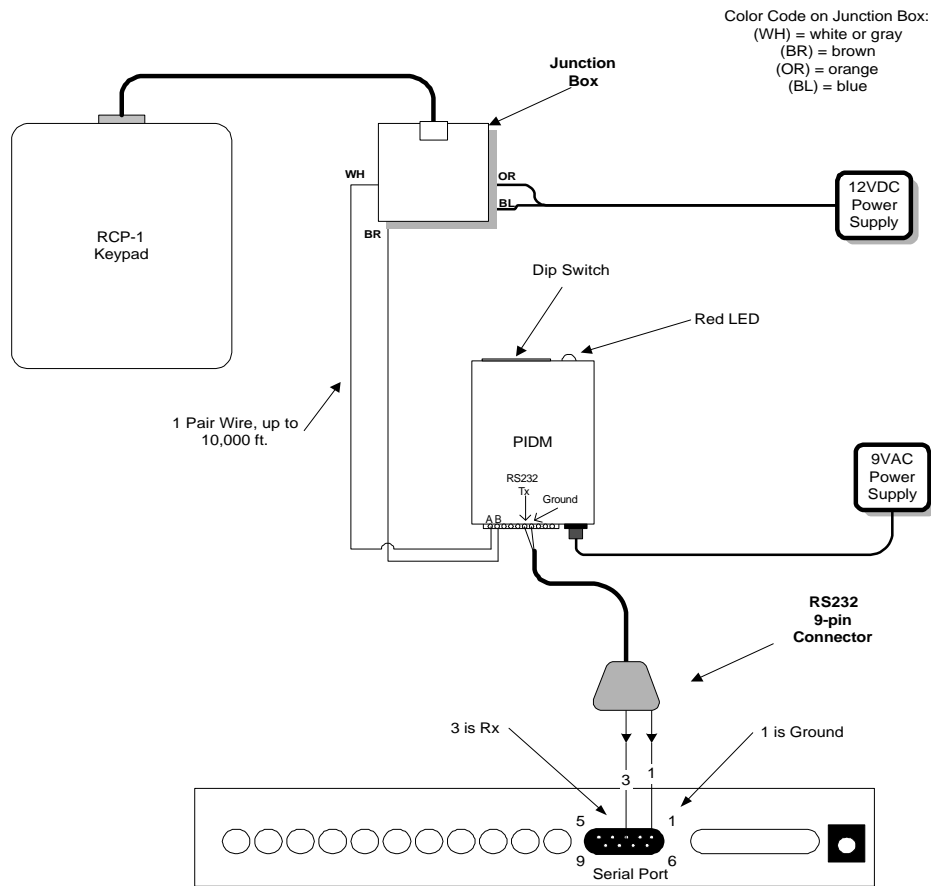 Color Code on Junction Box:
(WH) = white or gray
(BR) = brown
(OR) = orange
(BL) = blue
Junction
Box
WH
OR
BL
BR
12VDC
Power
Supply
RCP-1
Keypad
Dip Switch
Red LED
1 Pair Wire, up to
10,000 ft.
PIDM
RS232
Tx
Ground
A B
9VAC
Power
Supply
RS232
9-pin
Connector
3 is Rx
1 is Ground
3
1
5
1
9
6
Serial Port